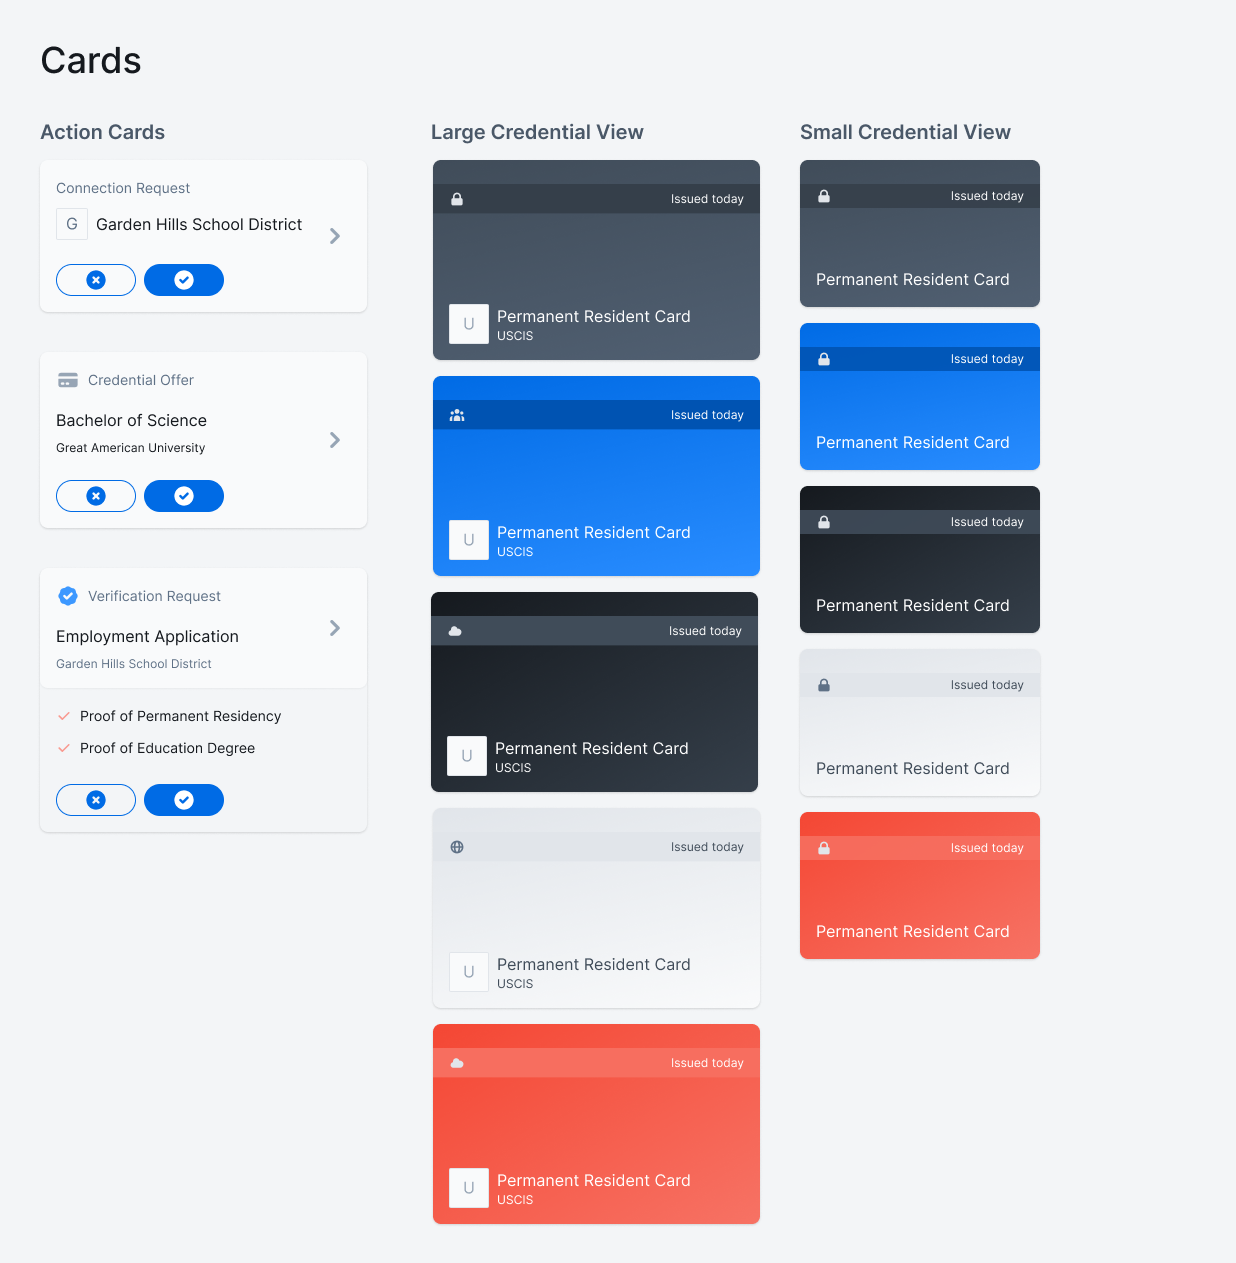 Cards
Action Cards
Connection Request
G
Garden Hills School District
Credential Offer
Bachelor of Science
Great American University
Verification Request
Employment Application
Garden Hills School District
Proof of Permanent Residency
Proof of Education Degree
Large Credential View
Issued today
U
Permanent Resident Card
USCIS
Issued today
U
Permanent Resident Card
USCIS
Issued today
U
Permanent Resident Card
USCIS
Issued today
U
Permanent Resident Card
USCIS
Issued today
U
Permanent Resident Card
USCIS
Small Credential View
Issued today
Permanent Resident Card
Issued today
Permanent Resident Card
Issued today
Permanent Resident Card
Issued today
Permanent Resident Card
Issued today
Permanent Resident Card